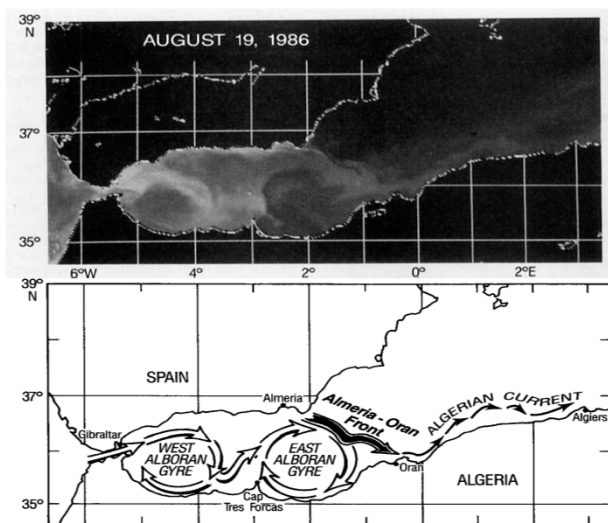 39°
N
AUGUST 19, 1986
37°
35°
6°W
4°
2°
0°
2°E
39°
N
SPAIN
37°
Almeria
Almeria-Oran
Front
ALGERIAN CURRENT
Algiers
Gibraltar
WEST
ALBORAN
GYRE
EAST
ALBORAN
GYRE
Oran
Cap
Tres Forcas
ALGERIA
35°